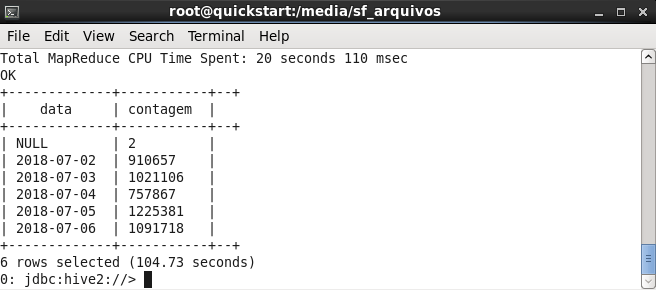 root@quickstart:/media/sf_arquivos
File Edit View Search Terminal Help
Total MapReduce CPU Time Spent: 20 seconds 110 msec
OK
+-------------+-----------+--+
|    data     | contagem  |
+-------------+-----------+--+
| NULL        | 2         |
| 2018-07-02  | 910657    |
| 2018-07-03  | 1021106   |
| 2018-07-04  | 757867    |
| 2018-07-05  | 1225381   |
| 2018-07-06  | 1091718   |
+-------------+-----------+--+
6 rows selected (104.73 seconds)
0: jdbc:hive2://>